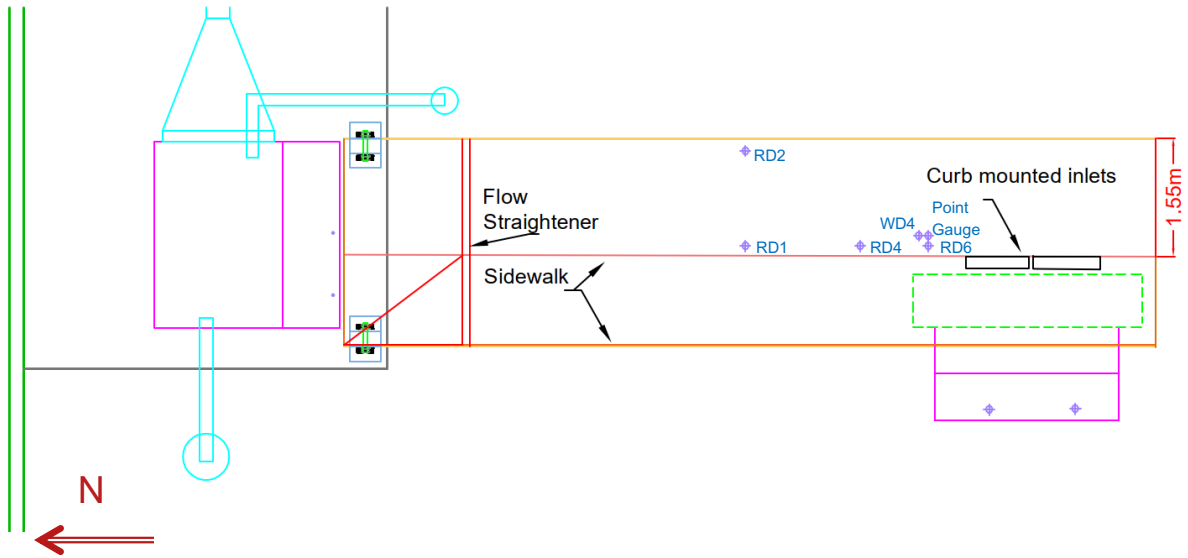 RD2
Curb mounted inlets
1.55m
Flow
Straightener
Point
WD4
Gauge
RD1
RD4
RD6
Sidewalk
N